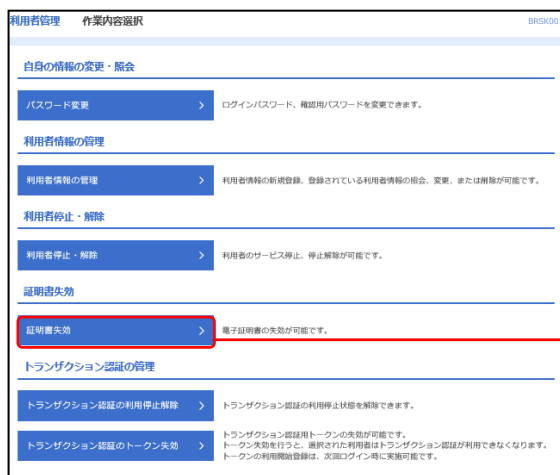 利用者管理 作業内容選択 BRSK00
自身の情報の変更・照会
パスワード変更 ログインパスワード、確認用パスワードを変更できます。
利用者情報の管理
利用者情報の管理 利用者情報の新規登録、登録されている利用者情報の照会、変更、または削除が可能です。
利用者停止・解除
利用者停止・解除 利用者のサービス停止、停止解除が可能です。
証明書失効
証明書失効 電子証明書の失効が可能です。
トランザクション認証の管理
トランザクション認証の利用停止解除 トランザクション認証の利用停止状態を解除できます。
トランザクション認証のトークン失効 トランザクション認証用トークンの失効が可能です。
トークン失効を行うと、選択された利用者はトランザクション認証が利用できなくなります。
トークンの利用開始登録は、次回ログイン時に実施可能です。